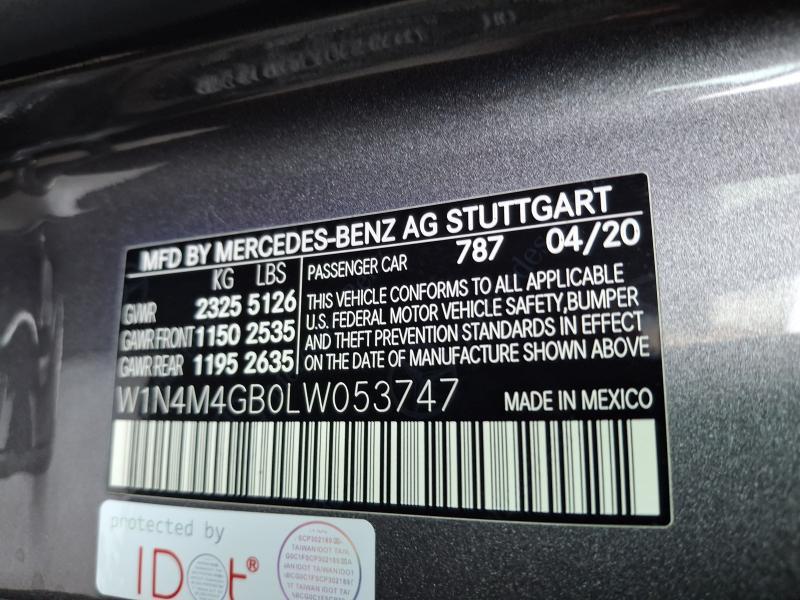 MFD BY MERCEDES-BENZ AG STUTTGART
KG LBS
GVWR 2325 5126
GAWR FRONT 1150 2535
GAWR REAR 1195 2635
PASSENGER CAR 787 04/20
THIS VEHICLE CONFORMS TO ALL APPLICABLE
U.S. FEDERAL MOTOR VEHICLE SAFETY,BUMPER
AND THEFT PREVENTION STANDARDS IN EFFECT
ON THE DATE OF MANUFACTURE SHOWN ABOVE
W1N4M4GB0LW053747 MADE IN MEXICO
protected by
IDOt®
TAIWAN IDOT